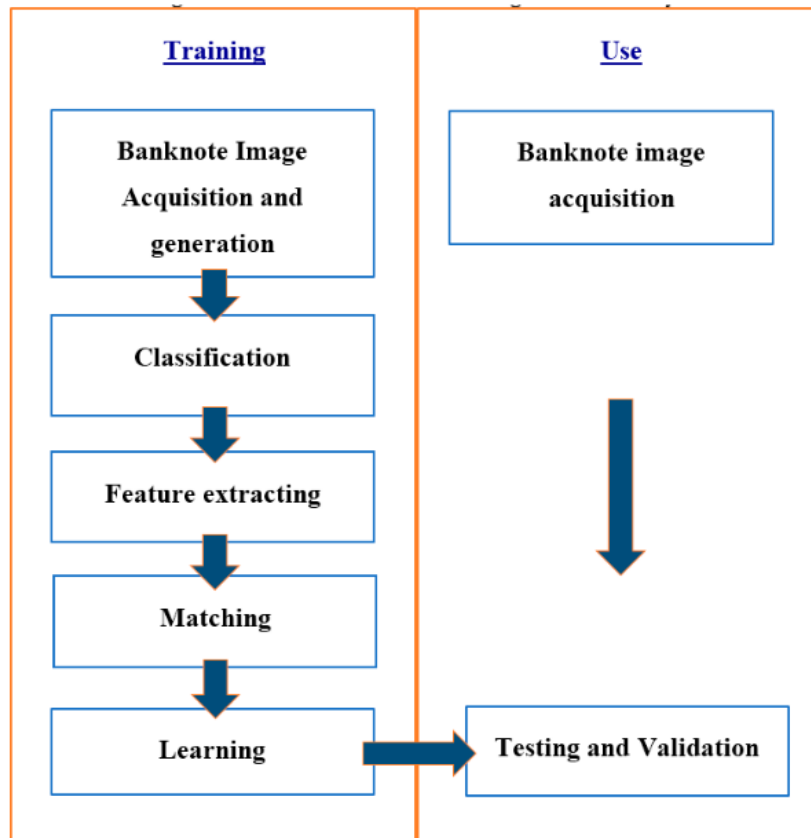 Training
Banknote Image
Acquisition and
generation
Classification
Feature extracting
Matching
Learning
Use
Banknote image
acquisition
Testing and Validation